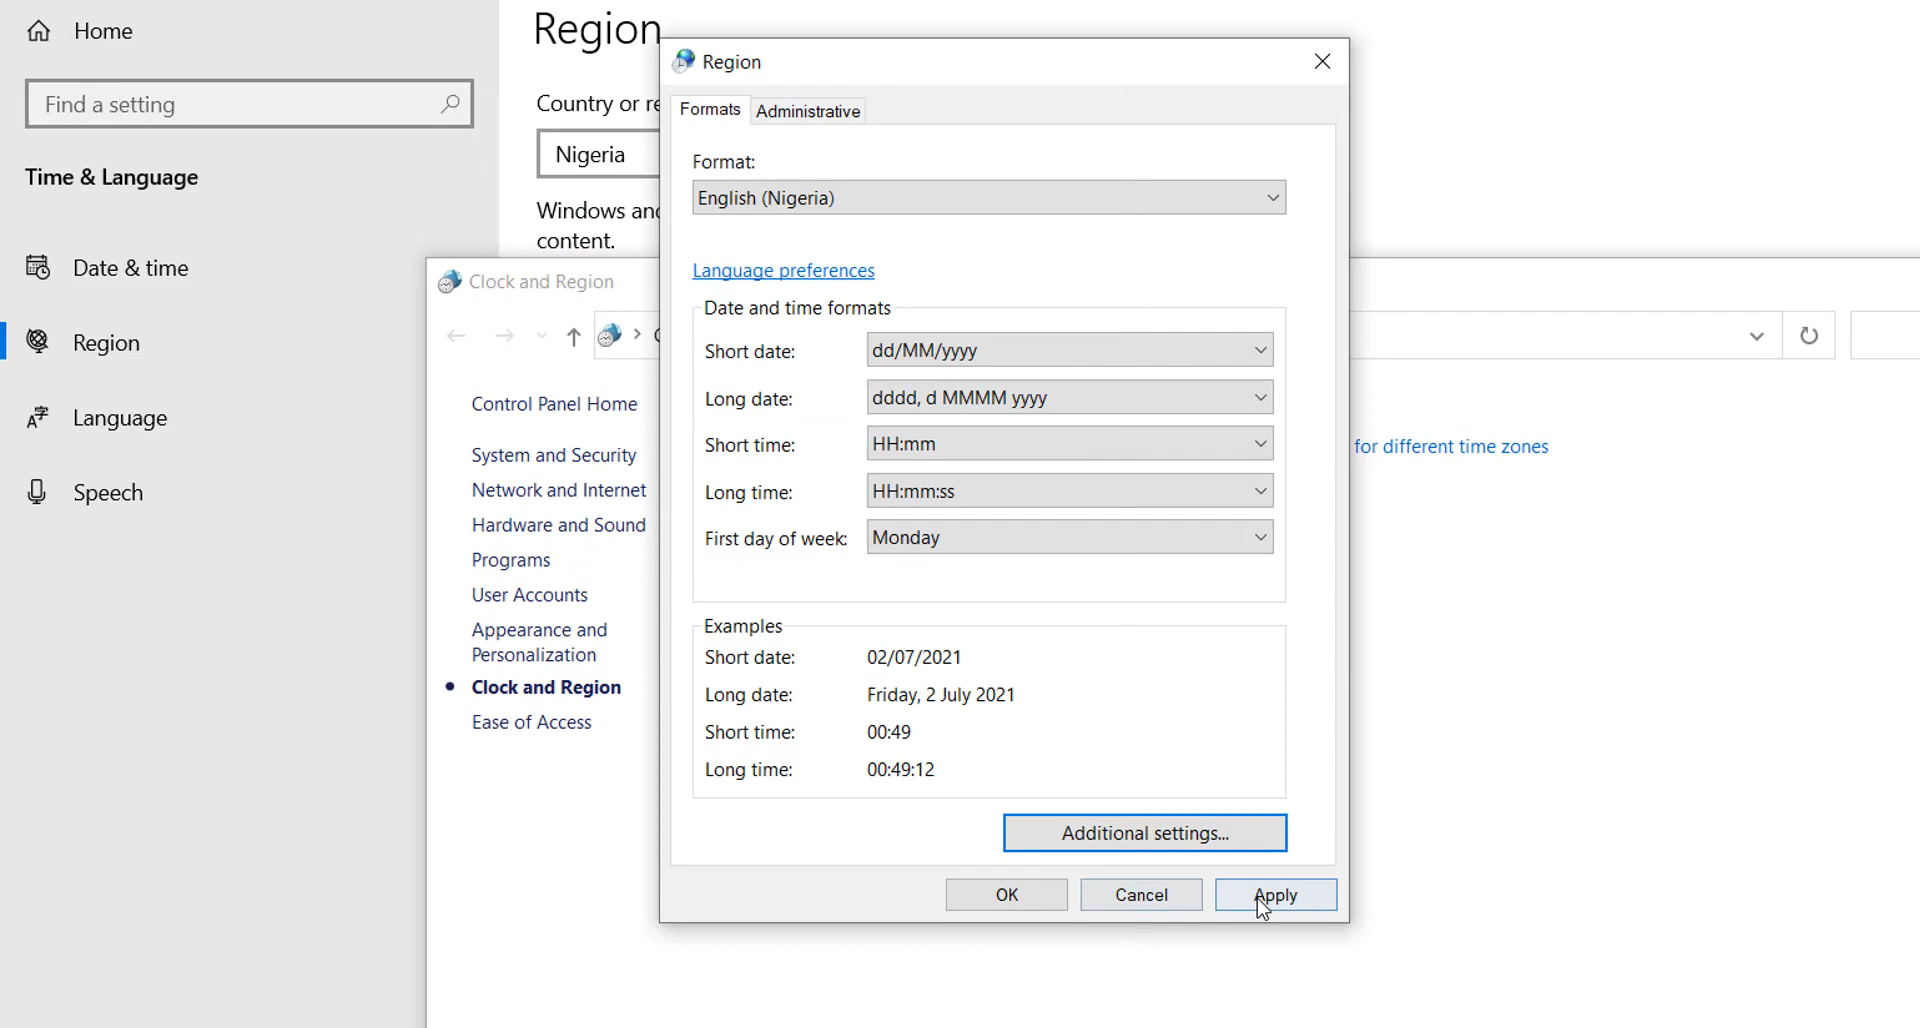 Home
Find a setting
Time & Language
Date & time
Region
Language
Speech
Region
Country or re
Nigeria
Windows and
content.
Clock and Region
Control Panel Home
System and Security
Network and Internet
Hardware and Sound
Programs
User Accounts
Appearance and
Personalization
Clock and Region
Ease of Access
for different time zones
Region
Formats Administrative
Format:
English (Nigeria)
Language preferences
Date and time formats
Short date: dd/MM/yyyy
Long date: dddd, d MMMM yyyy
Short time: HH:mm
Long time: HH:mm:ss
First day of week: Monday
Examples
Short date: 02/07/2021
Long date: Friday, 2 July 2021
Short time: 00:49
Long time: 00:49:12
Additional settings...
OK Cancel Apply